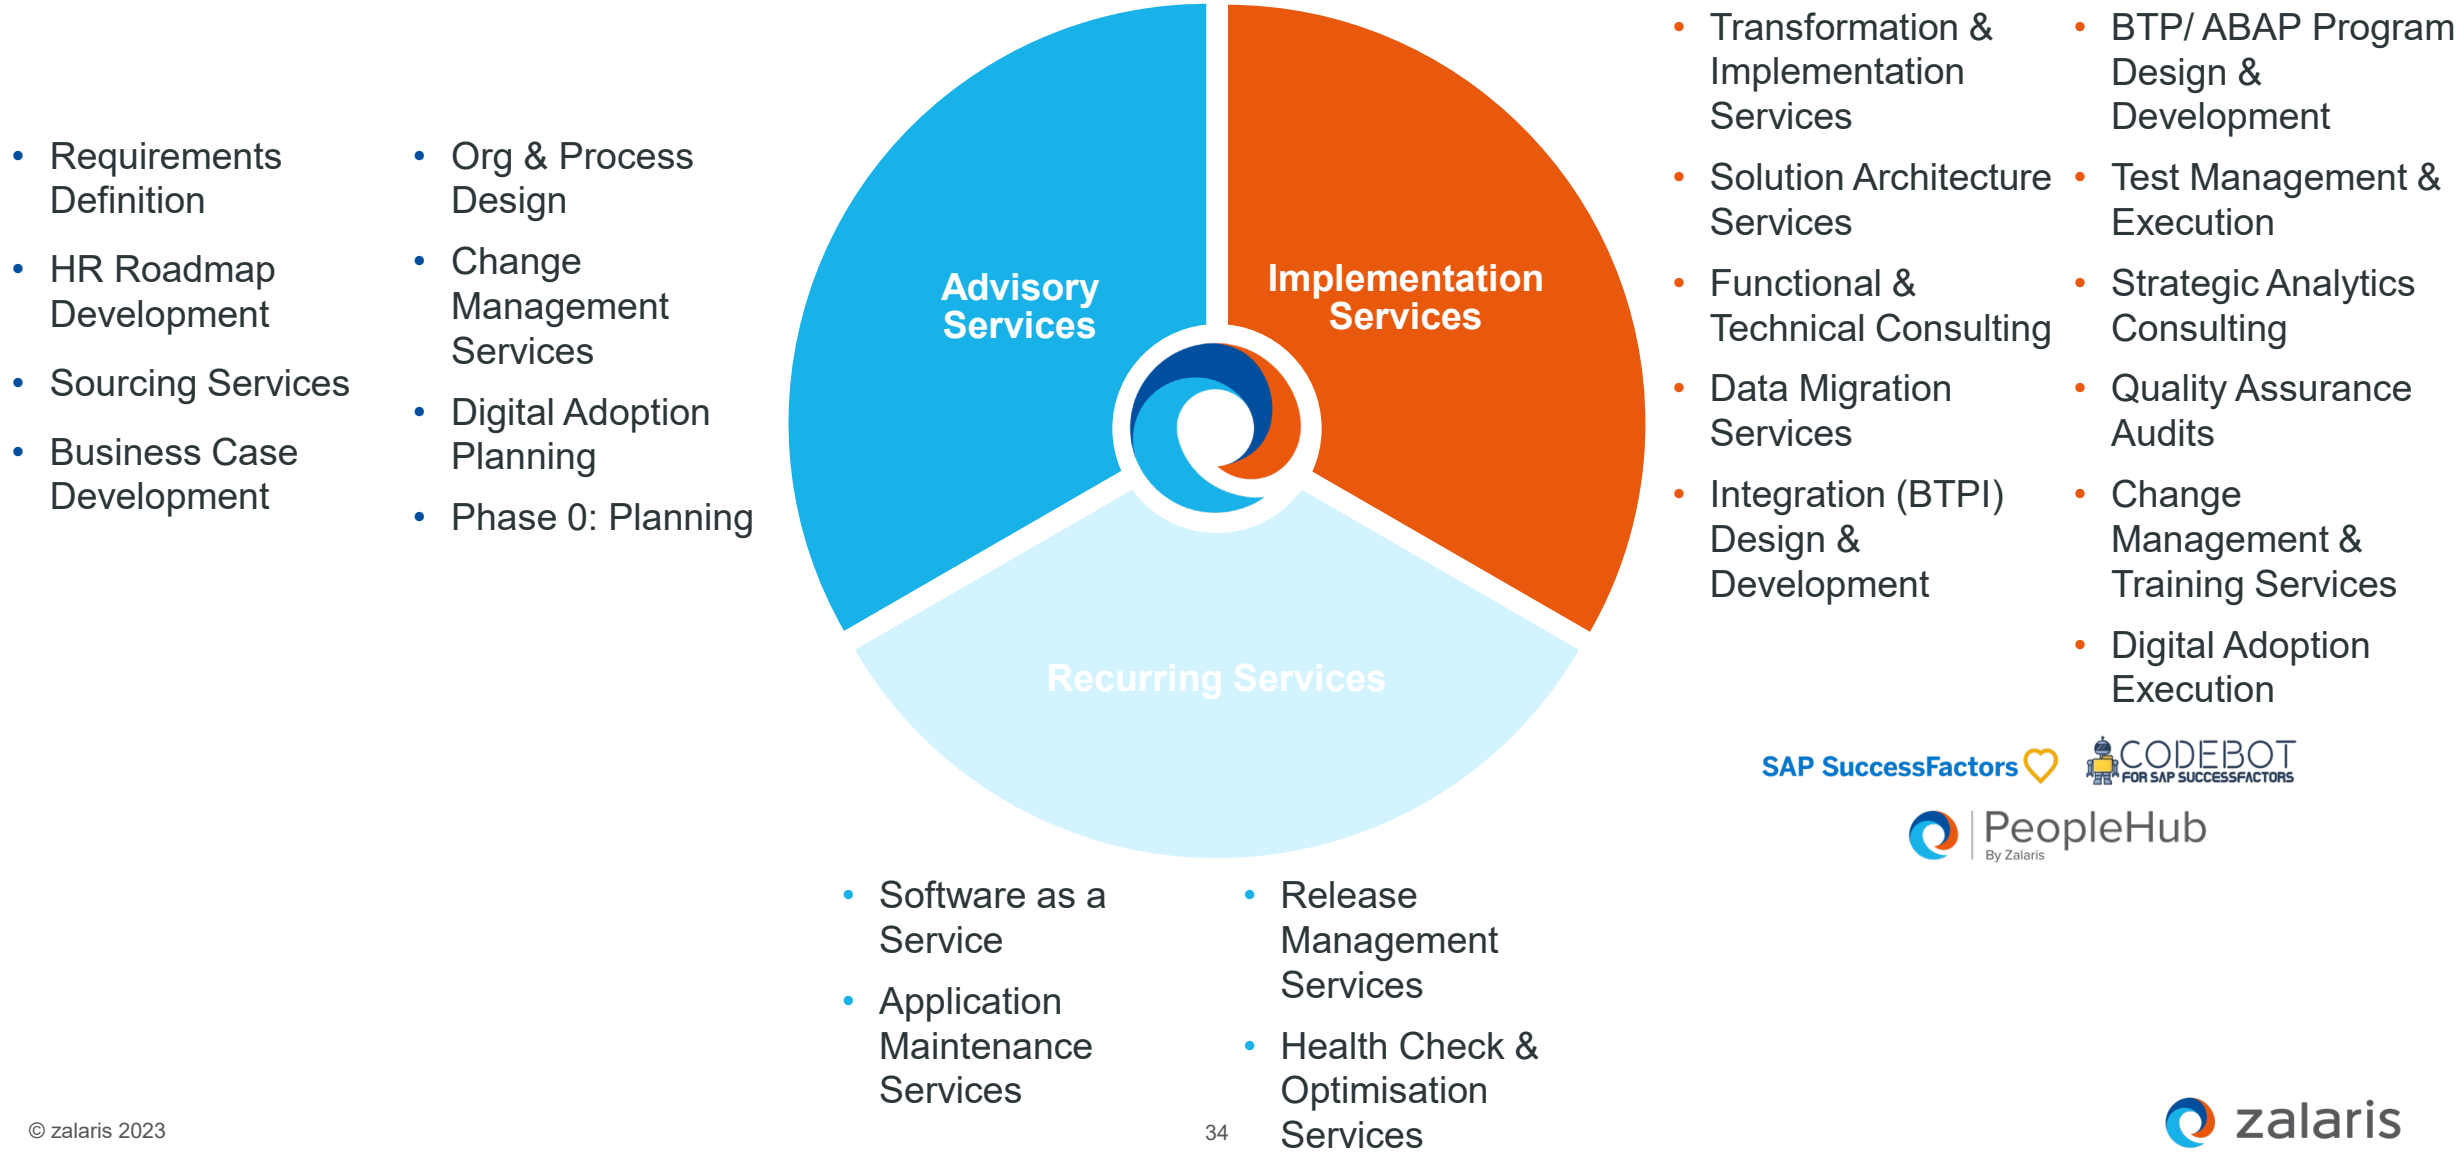 • Requirements
Definition
• HR Roadmap
Development
• Sourcing Services
• Business Case
Development
• Org & Process
Design
• Change
Management
Services
• Digital Adoption
Planning
• Phase 0: Planning
Advisory
Services
Implementation
Services
Recurring Services
• Transformation &
Implementation
Services
• Solution Architecture
Services
• Functional &
Technical Consulting
• Data Migration
Services
• Integration (BTPI)
Design &
Development
• BTP/ ABAP Program
Design &
Development
• Test Management &
Execution
• Strategic Analytics
Consulting
• Quality Assurance
Audits
• Change
Management &
Training Services
• Digital Adoption
Execution
SAP SuccessFactors
CODEBOT
FOR SAP SUCCESSFACTORS
PeopleHub
By Zalaris
• Software as a
Service
• Application
Maintenance
Services
• Release
Management
Services
• Health Check &
Optimisation
Services
© zalaris 2023
34
zalaris